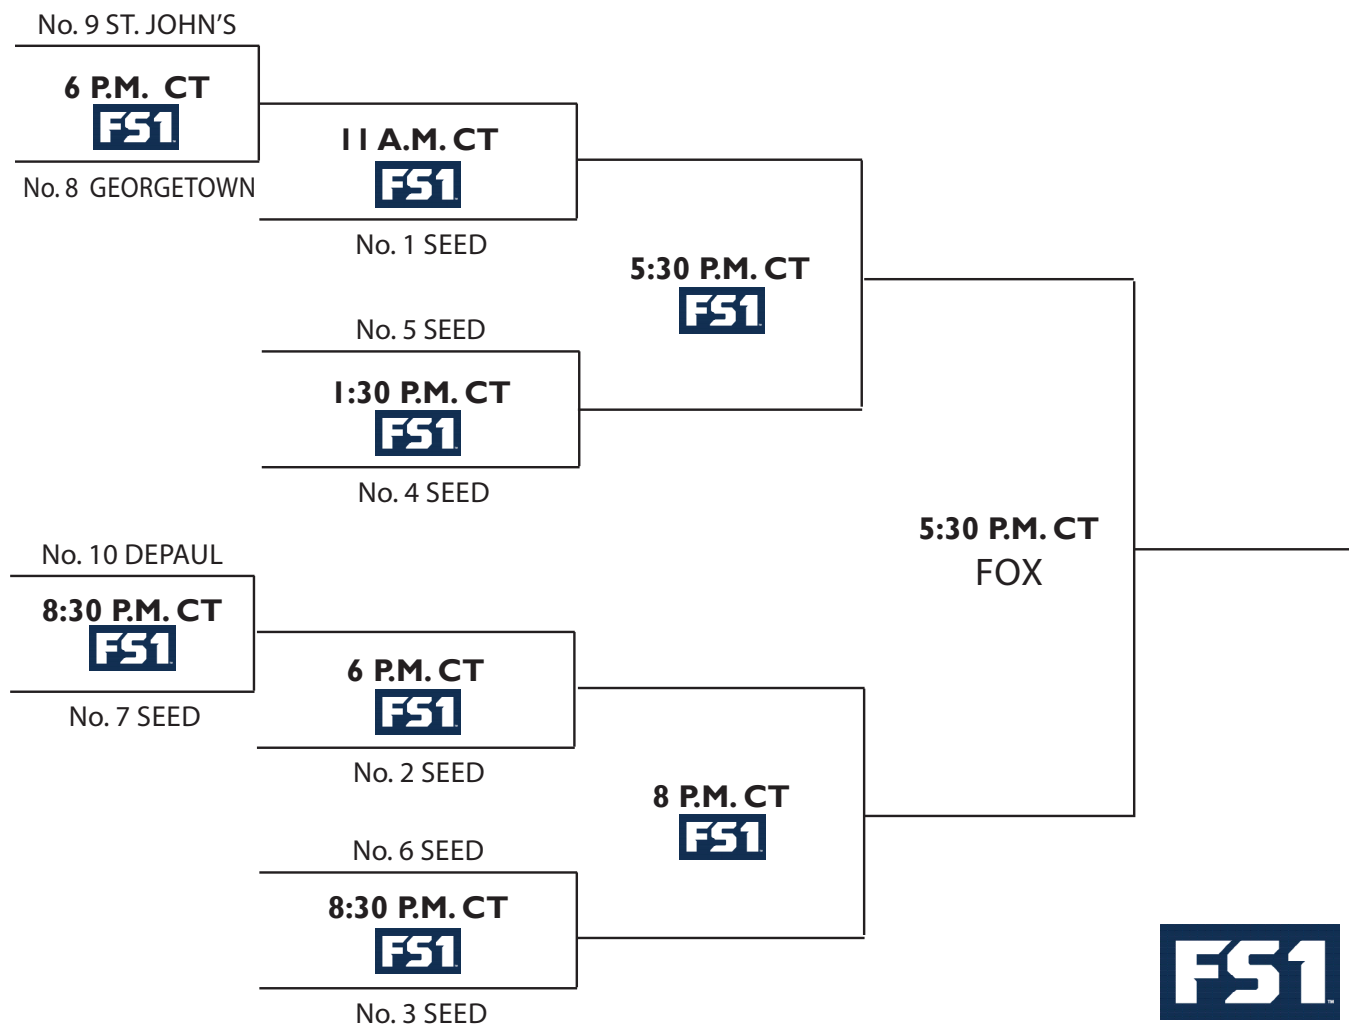 No. 9 ST. JOHN’S
6 P.M. CT
FS1
No. 8 GEORGETOWN
11 A.M. CT
FS1
No. 1 SEED
5:30 P.M. CT
FS1
No. 5 SEED
1:30 P.M. CT
FS1
No. 4 SEED
5:30 P.M. CT
FOX
No. 10 DEPAUL
8:30 P.M. CT
FS1
No. 7 SEED
6 P.M. CT
FS1
No. 2 SEED
8 P.M. CT
FS1
No. 6 SEED
8:30 P.M. CT
FS1
No. 3 SEED
FS1™